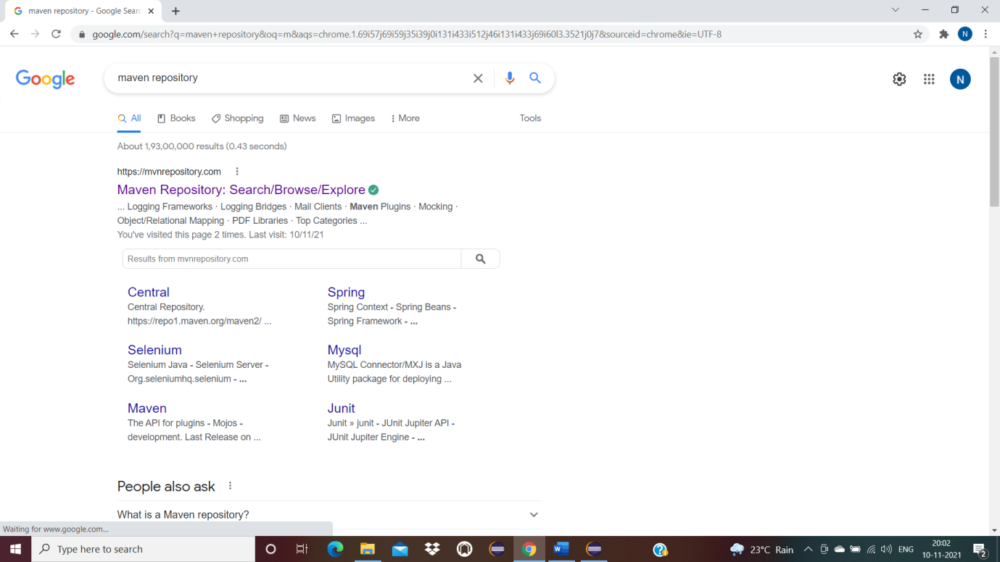 maven repository - Google Searc
google.com/search?q=maven+repository&oq=m&aqs=chrome.1.69i57j69i59j35i39j0i131i433i512j46i131i433j69i60l3.3521j0j7&sourceid=chrome&ie=UTF-8
N
Google
maven repository
N
All Books Shopping News Images More Tools
About 1,93,00,000 results (0.43 seconds)
https://mvnrepository.com
Maven Repository: Search/Browse/Explore
... Logging Frameworks · Logging Bridges · Mail Clients · Maven Plugins · Mocking ·
Object/Relational Mapping · PDF Libraries · Top Categories ...
You've visited this page 2 times. Last visit: 10/11/21
Results from mvnrepository.com
Central
Central Repository.
https://repo1.maven.org/maven2/ ...
Spring
Spring Context - Spring Beans -
Spring Framework - ...
Selenium
Selenium Java - Selenium Server -
Org.seleniumhq.selenium - ...
Mysql
MySQL Connector/MXJ is a Java
Utility package for deploying ...
Maven
The API for plugins - Mojos -
development. Last Release on ...
Junit
Junit » junit - JUnit Jupiter API -
JUnit Jupiter Engine - ...
People also ask
What is a Maven repository?
Waiting for www.google.com...
Type here to search
23°C Rain
ENG
20:02
10-11-2021
2